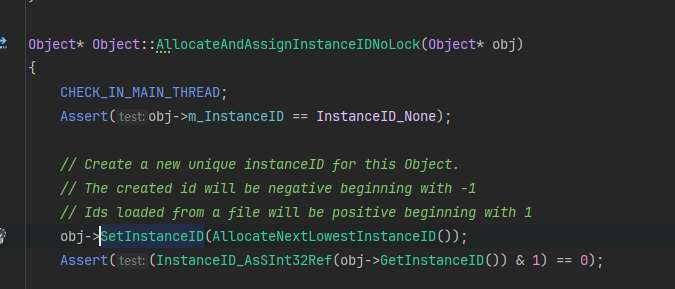 Object* Object::AllocateAndAssignInstanceIDNoLock(Object* obj)
{
CHECK_IN_MAIN_THREAD;
Assert( test: obj->m_InstanceID == InstanceID_None);
// Create a new unique instanceID for this Object.
// The created id will be negative beginning with -1
// Ids loaded from a file will be positive beginning with 1
obj->SetInstanceID(AllocateNextLowestInstanceID());
Assert( test: (InstanceID_AsSInt32Ref(obj->GetInstanceID()) & 1) == 0);